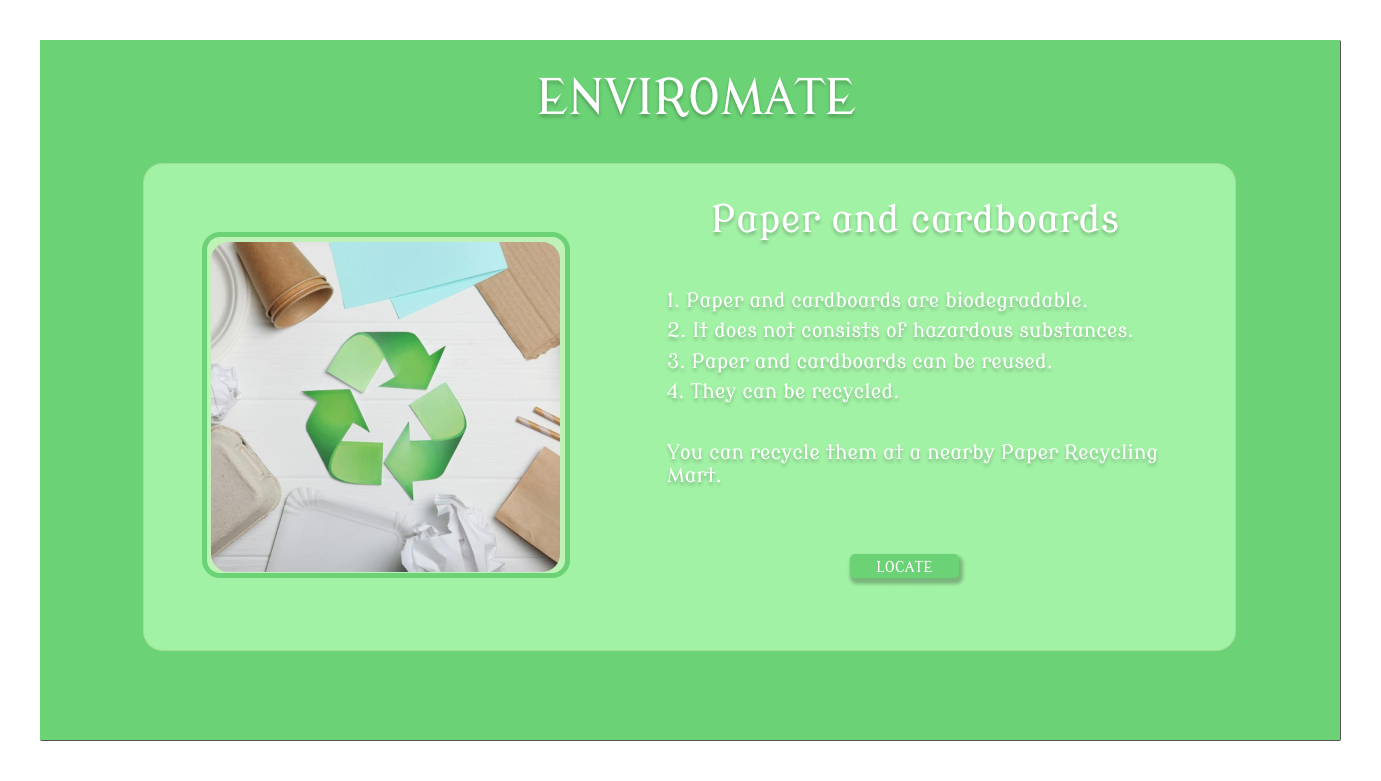 ENVIROMATE
Paper and cardboards
1. Paper and cardboards are biodegradable.
2. It does not consists of hazardous substances.
3. Paper and cardboards can be reused.
4. They can be recycled.
You can recycle them at a nearby Paper Recycling
Mart.
LOCATE